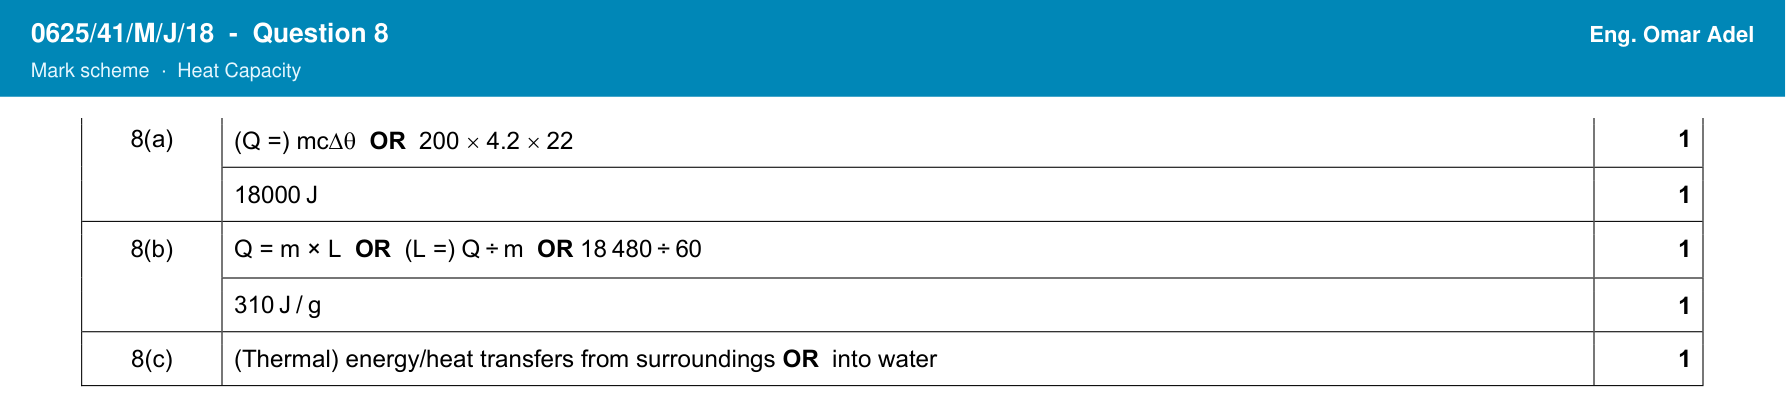 0625/41/M/J/18 - Question 8
Eng. Omar Adel
Mark scheme · Heat Capacity
8(a) (Q =) mcΔθ OR 200 × 4.2 × 22 1
18000 J 1
8(b) Q = m × L OR (L =) Q ÷ m OR 18 480 ÷ 60 1
310 J / g 1
8(c) (Thermal) energy/heat transfers from surroundings OR into water 1